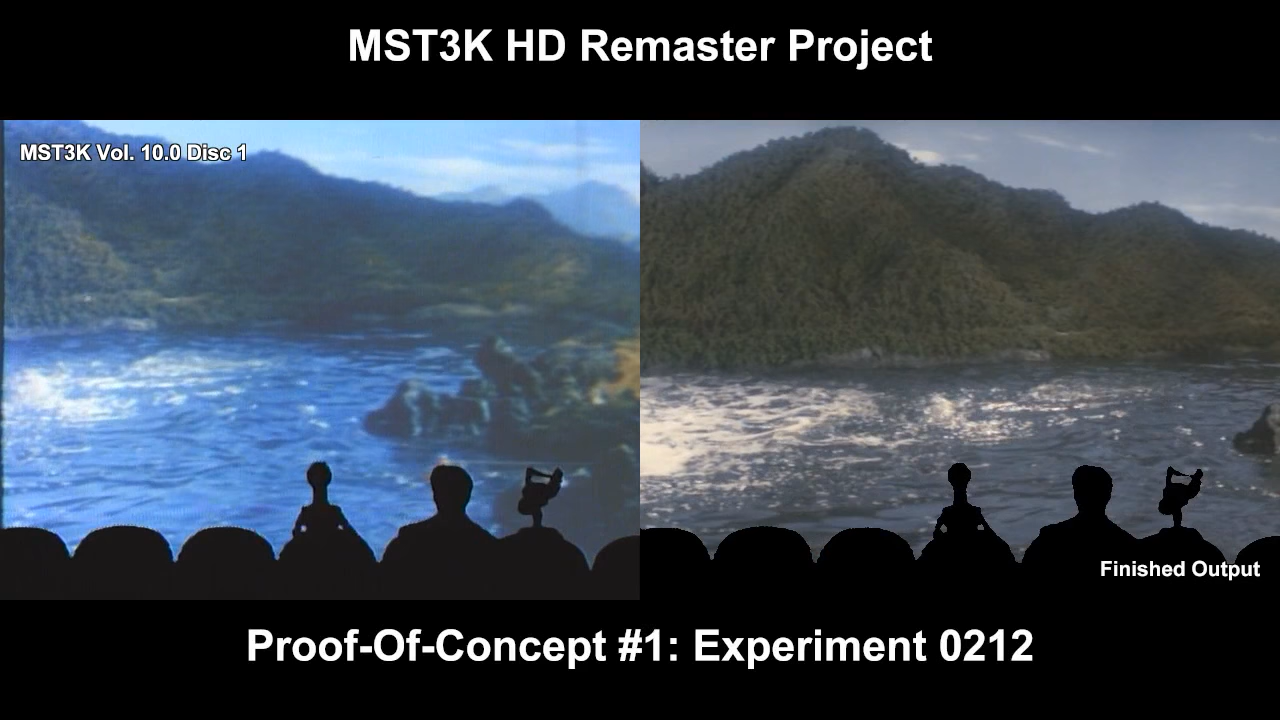 MST3K HD Remaster Project
MST3K Vol. 10.0 Disc 1
Finished Output
Proof-Of-Concept #1: Experiment 0212